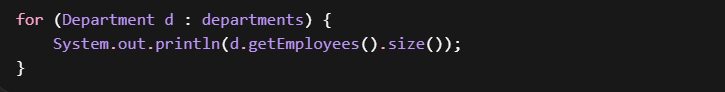 for (Department d : departments) {
    System.out.println(d.getEmployees().size());
}